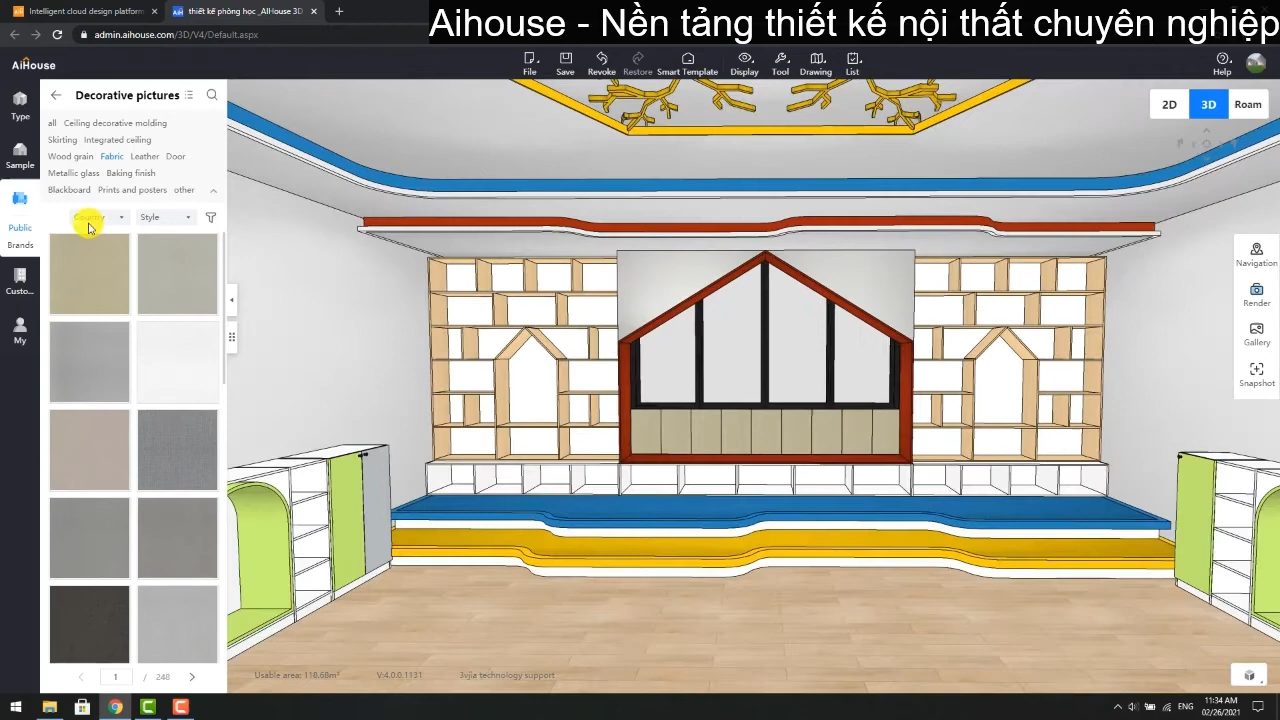 Intelligent cloud design platform
thiết kế phòng học _AIHouse 3D
Aihouse - Nền tảng thiết kế nội thất chuyên nghiệp
admin.aihouse.com/3D/V4/Default.aspx
AiHouse
File
Save
Revoke
Restore
Smart Template
Display
Tool
Drawing
List
Help
Type
Sample
Public
Brands
Custo...
My
Decorative pictures
all Ceiling decorative molding
Skirting Integrated ceiling
Wood grain Fabric Leather Door
Metallic glass Baking finish
Blackboard Prints and posters other
Country Style
1 / 248
2D 3D Roam
Navigation
Render
Gallery
Snapshot
Usable area: 118.68m² V:4.0.0.1131 3vjia technology support
ENG
11:34 AM
02/26/2021